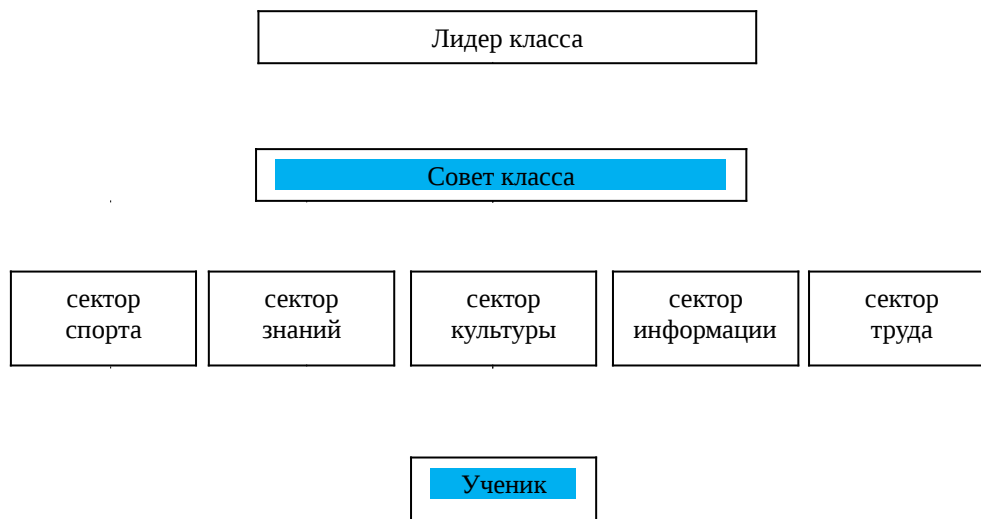 Лидер класса
Совет класса
сектор
спорта
сектор
знаний
сектор
культуры
сектор
информации
сектор
труда
Ученик